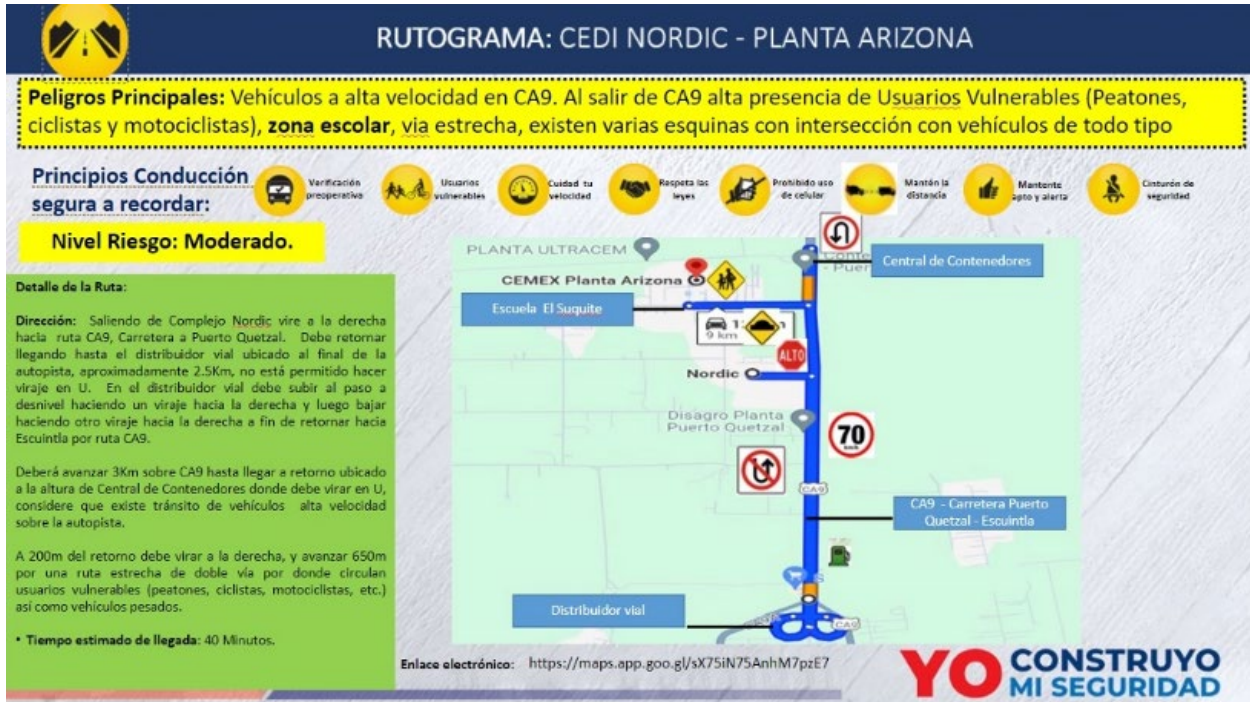 RUTOGRAMA: CEDI NORDIC - PLANTA ARIZONA
Peligros Principales: Vehículos a alta velocidad en CA9. Al salir de CA9 alta presencia de Usuarios Vulnerables (Peatones,
ciclistas y motociclistas), zona escolar, via estrecha, existen varias esquinas con intersección con vehículos de todo tipo
Principios Conducción
segura a recordar:
Verificación
preoperativa
Usuarios
vulnerables
Cuidad tu
velocidad
Respeta las
leyes
Prohibido uso
de celular
Mantón la
distancia
Mantente
apto y alerta
Cinturón de
seguridad
Nivel Riesgo: Moderado.
Detalle de la Ruta:
Dirección: Saliendo de Complejo Nordic vire a la derecha
hacia ruta CA9, Carretera a Puerto Quetzal. Debe retornar
llegando hasta el distribuidor vial ubicado al final de la
autopista, aproximadamente 2.5Km, no está permitido hacer
viraje en U. En el distribuidor vial debe subir al paso a
desnivel haciendo un viraje hacia la derecha y luego bajar
haciendo otro viraje hacia la derecha a fin de retornar hacia
Escuintla por ruta CA9.
Deberá avanzar 3Km sobre CA9 hasta llegar a retorno ubicado
a la altura de Central de Contenedores donde debe virar en U,
considere que existe tránsito de vehículos alta velocidad
sobre la autopista.
A 200m del retorno debe virar a la derecha, y avanzar 650m
por una ruta estrecha de doble vía por donde circulan
usuarios vulnerables (peatones, ciclistas, motociclistas, etc.)
así como vehículos pesados.
• Tiempo estimado de llegada: 40 Minutos.
PLANTA ULTRACEM
CEMEX Planta Arizona
Central de Contenedores
- Puer
Escuela El Suquite
9 km
ALTO
Nordic
Disagro Planta
Puerto Quetzal
70
CA9
CA9 - Carretera Puerto
Quetzal - Escuintla
Distribuidor vial
CA9
Enlace electrónico: https://maps.app.goo.gl/sX75iN75AnhM7pzE7
YO CONSTRUYO
MI SEGURIDAD